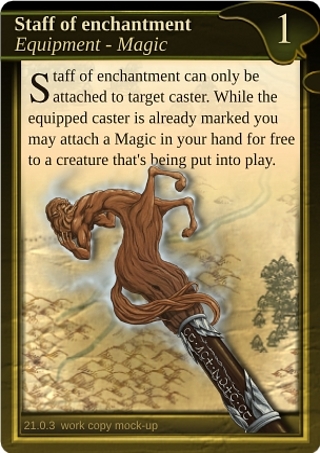 Staff of enchantment
Equipment - Magic
1
Staff of enchantment can only be
attached to target caster. While the
equipped caster is already marked you
may attach a Magic in your hand for free
to a creature that's being put into play.
21.0.3 work copy mock-up